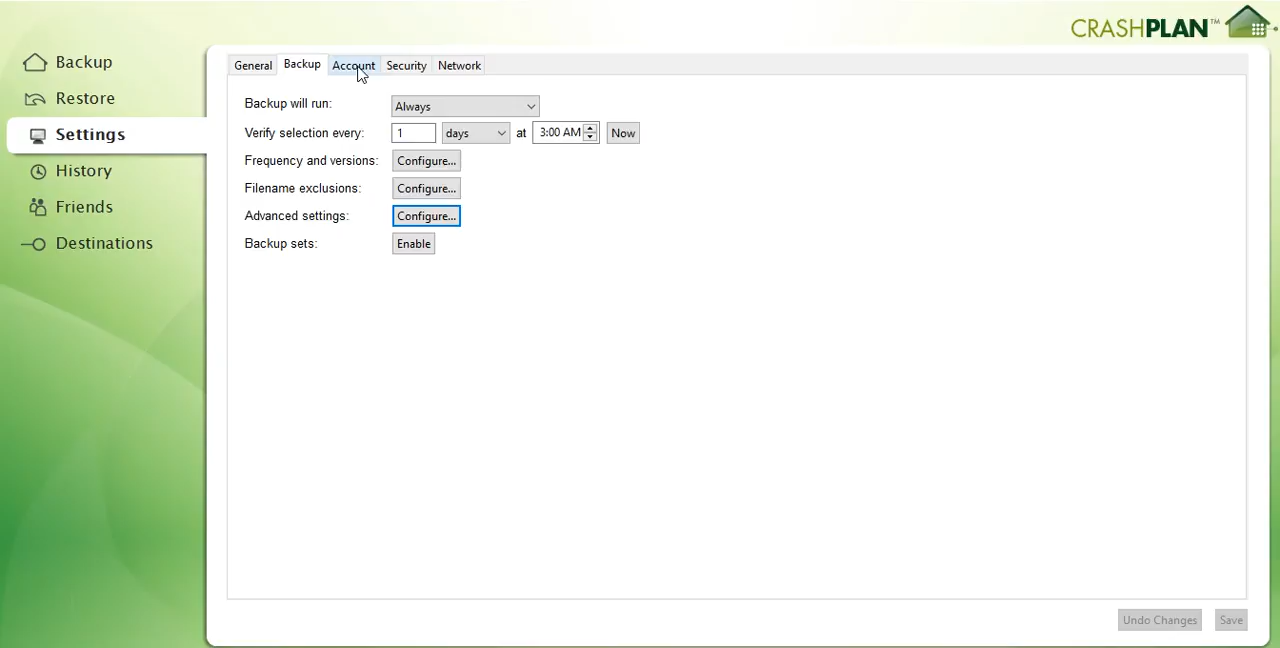 CRASHPLAN™
Backup
Restore
Settings
History
Friends
Destinations
General Backup Account Security Network
Backup will run: Always
Verify selection every: 1 days at 3:00 AM Now
Frequency and versions: Configure...
Filename exclusions: Configure...
Advanced settings: Configure...
Backup sets: Enable
Undo Changes Save